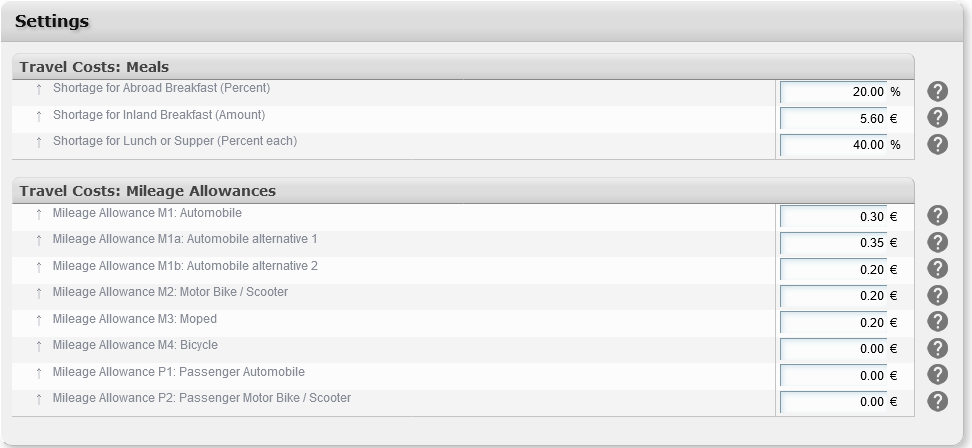 Settings
Travel Costs: Meals
↑ Shortage for Abroad Breakfast (Percent) 20.00 % ?
↑ Shortage for Inland Breakfast (Amount) 5.60 € ?
↑ Shortage for Lunch or Supper (Percent each) 40.00 % ?
Travel Costs: Mileage Allowances
↑ Mileage Allowance M1: Automobile 0.30 € ?
↑ Mileage Allowance M1a: Automobile alternative 1 0.35 € ?
↑ Mileage Allowance M1b: Automobile alternative 2 0.20 € ?
↑ Mileage Allowance M2: Motor Bike / Scooter 0.20 € ?
↑ Mileage Allowance M3: Moped 0.20 € ?
↑ Mileage Allowance M4: Bicycle 0.00 € ?
↑ Mileage Allowance P1: Passenger Automobile 0.00 € ?
↑ Mileage Allowance P2: Passenger Motor Bike / Scooter 0.00 € ?